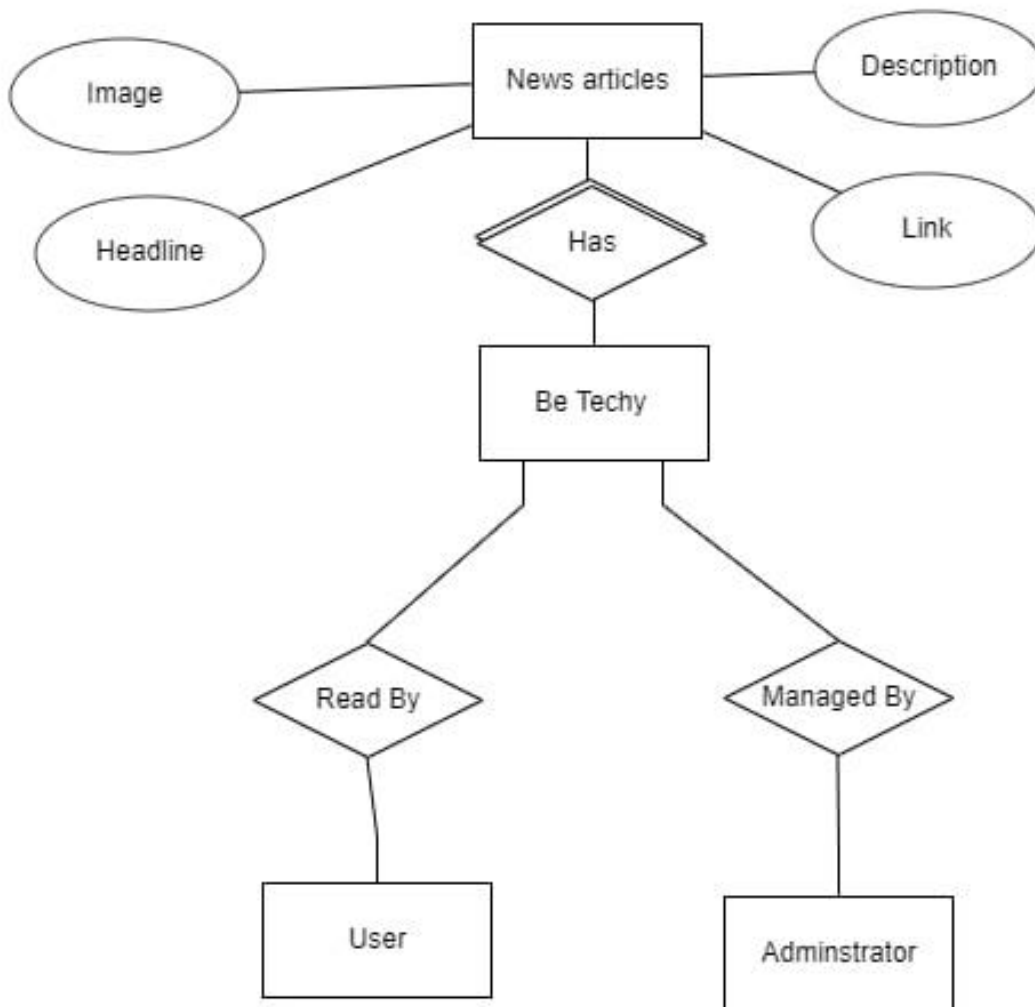 News articles
Description
Image
Headline
Has
Link
Be Techy
Read By
Managed By
User
Adminstrator